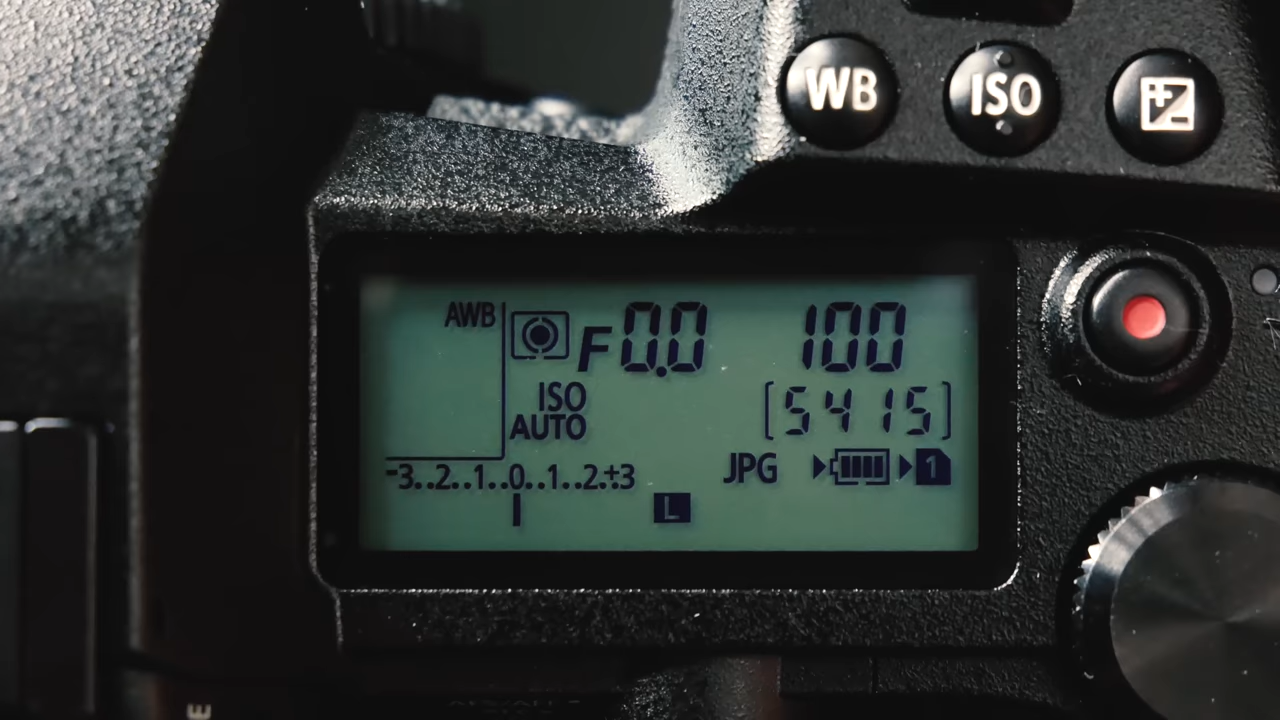 WB
ISO
AWB
F0.0
100
ISO
AUTO
[5415]
-3..2..1..0..1..2.+3
JPG
1
L
E